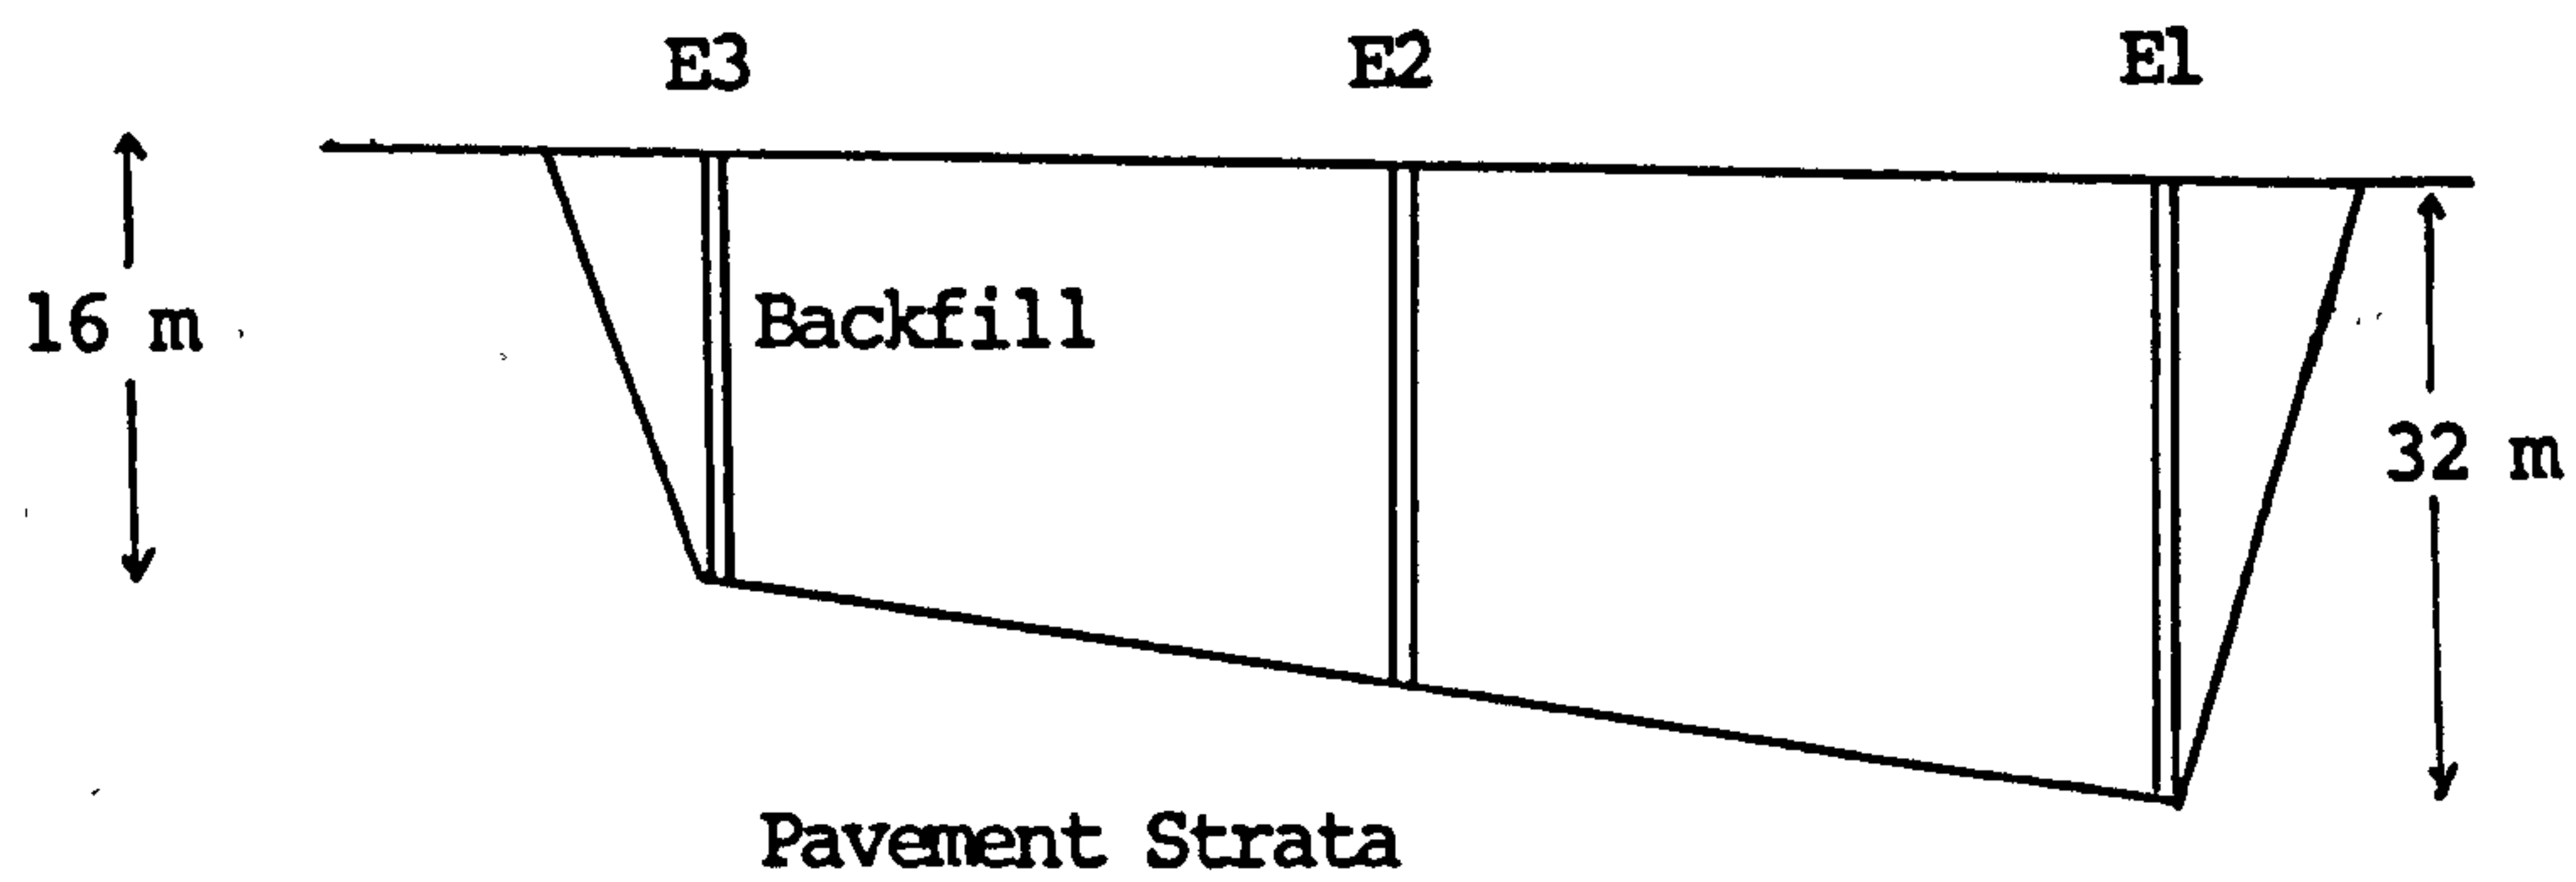 E3 E2 E1
16 m
Backfill
32 m
Pavement Strata